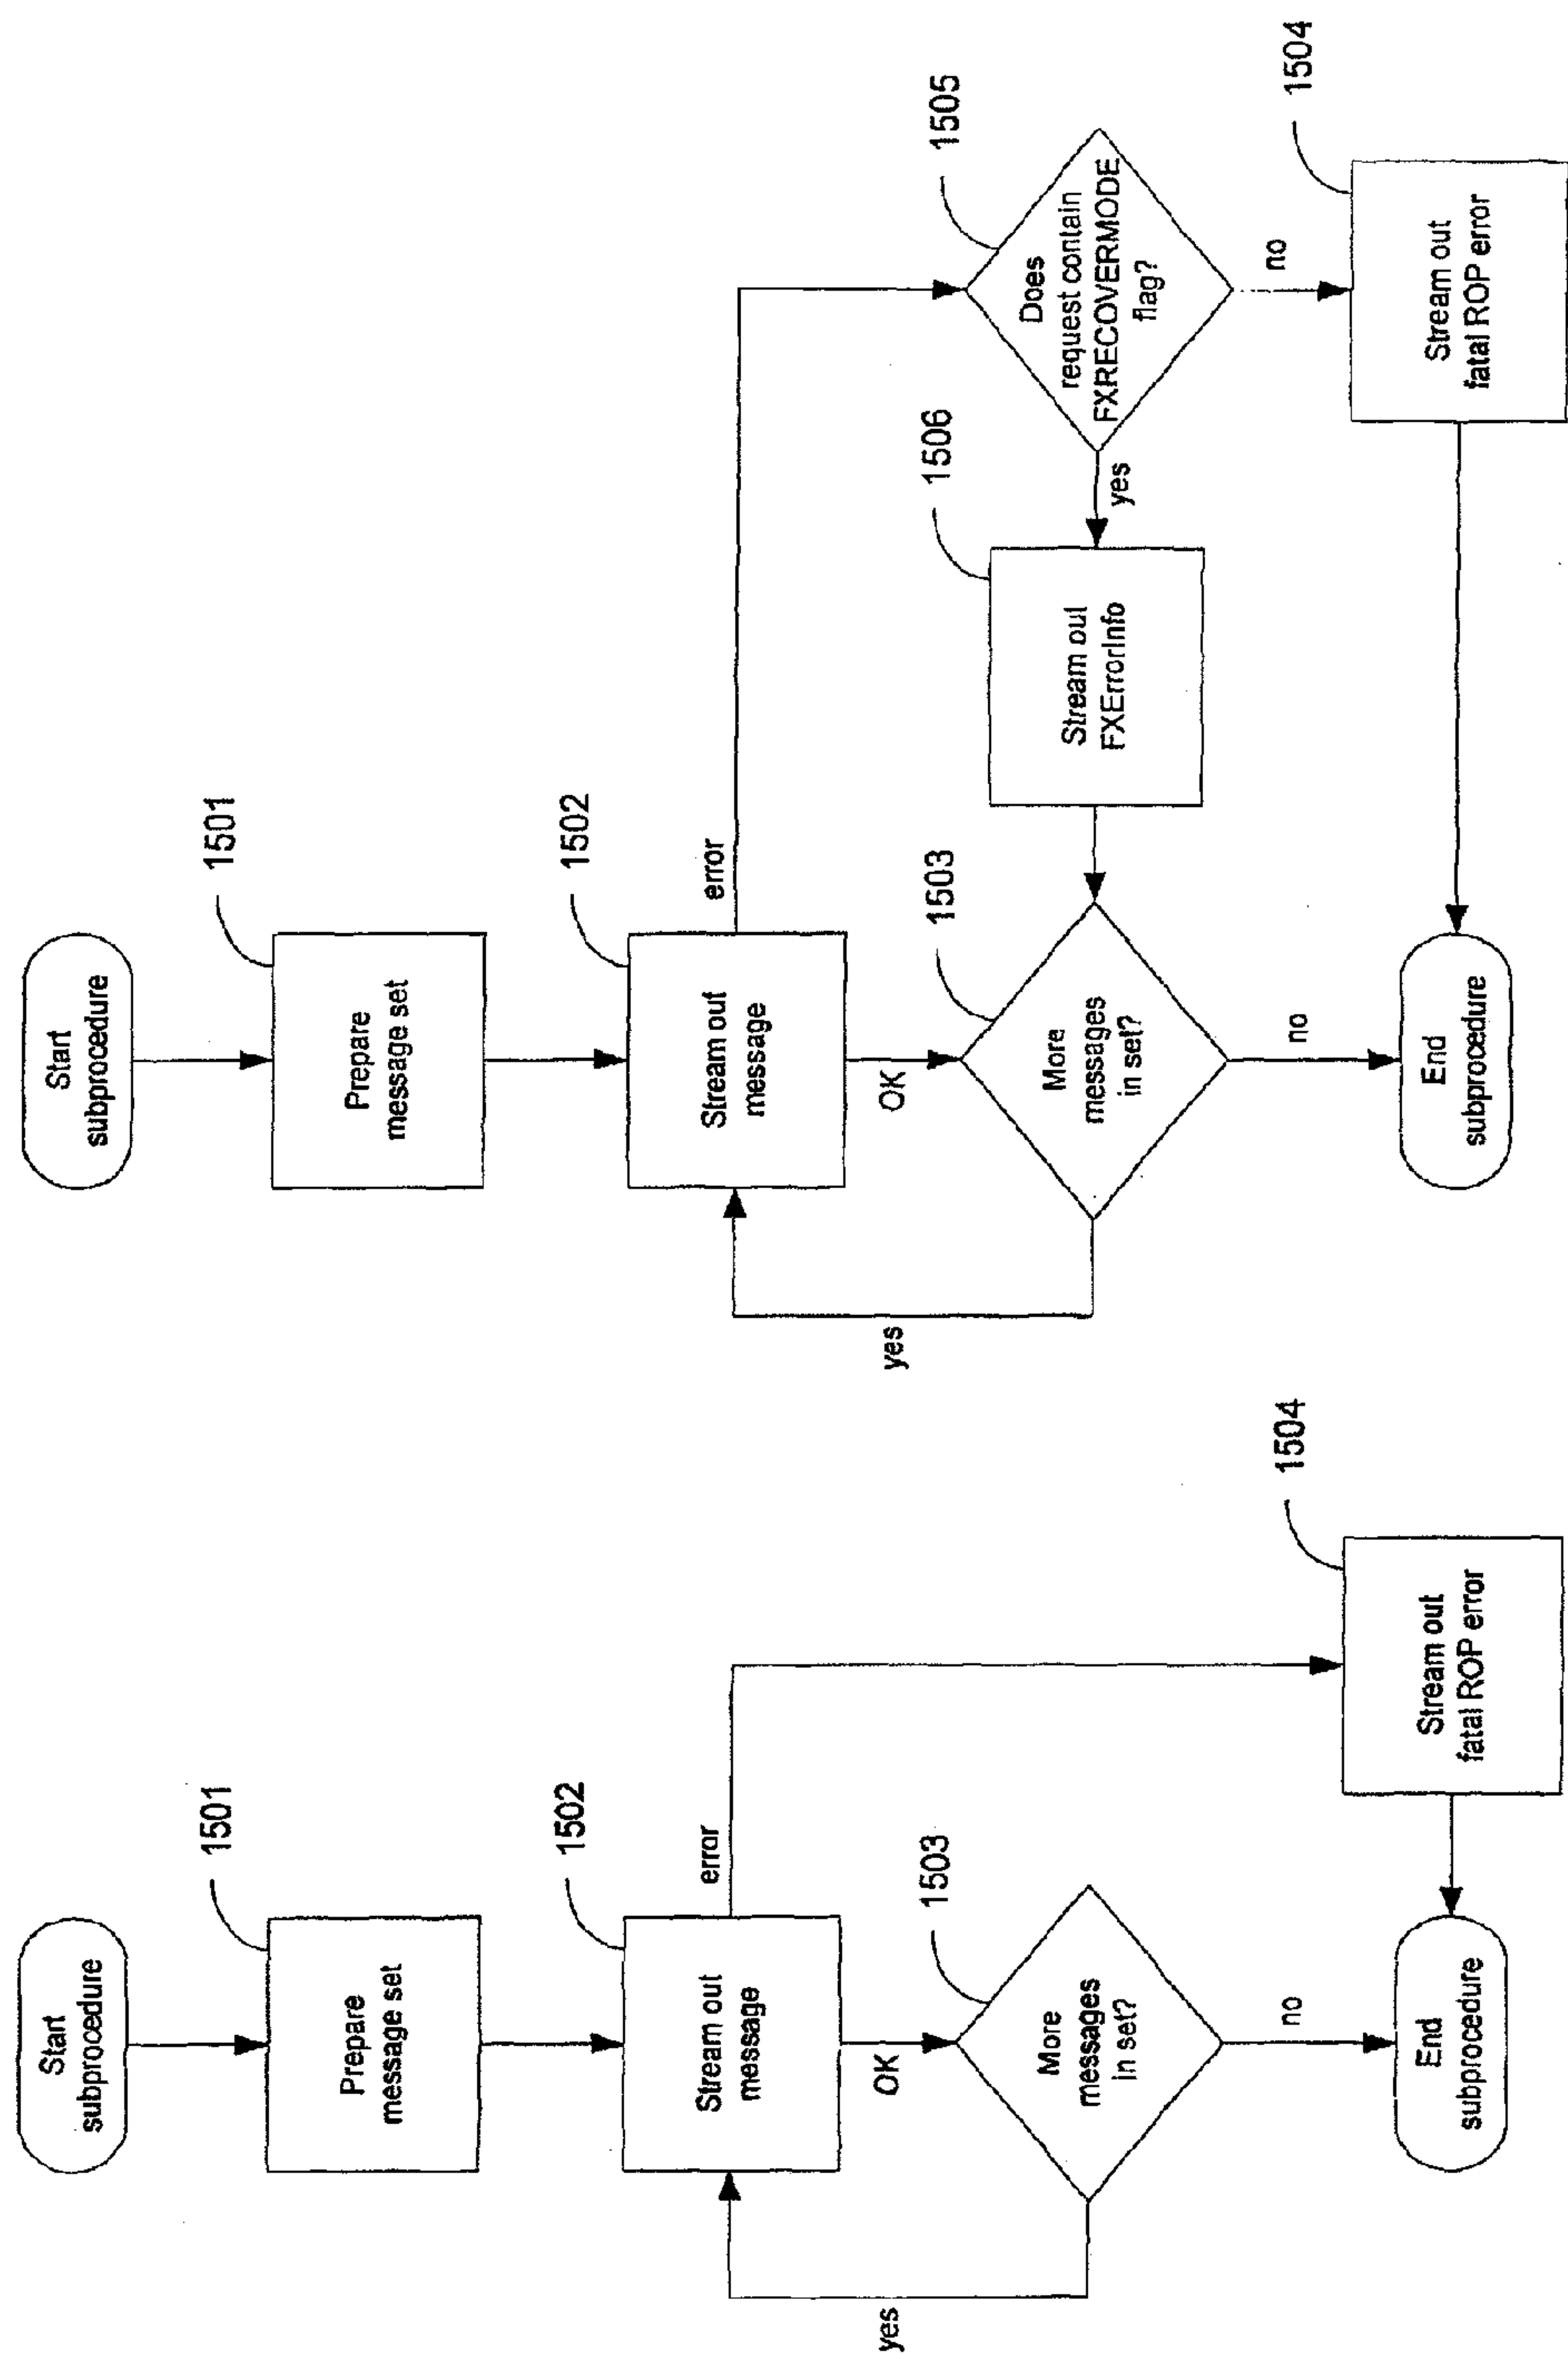 Start
subprocedure
1501
Prepare
message set
1502
Stream out
message
error
OK
1503
More
messages
in set?
yes
no
1504
Stream out
fatal ROP error
End
subprocedure
Start
subprocedure
1501
Prepare
message set
1502
Stream out
message
error
OK
1503
More
messages
in set?
yes
no
1505
Does
request contain
FXRECOVERMODE
flag?
yes
no
1506
Stream out
FXErrorInfo
1504
Stream out
fatal ROP error
End
subprocedure